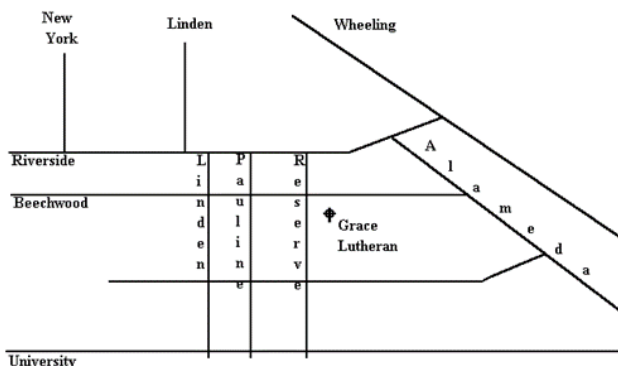 New
York
Linden
Wheeling
Riverside
Linden
Pauline
Reserve
Alameda
Beechwood
Grace
Lutheran
University